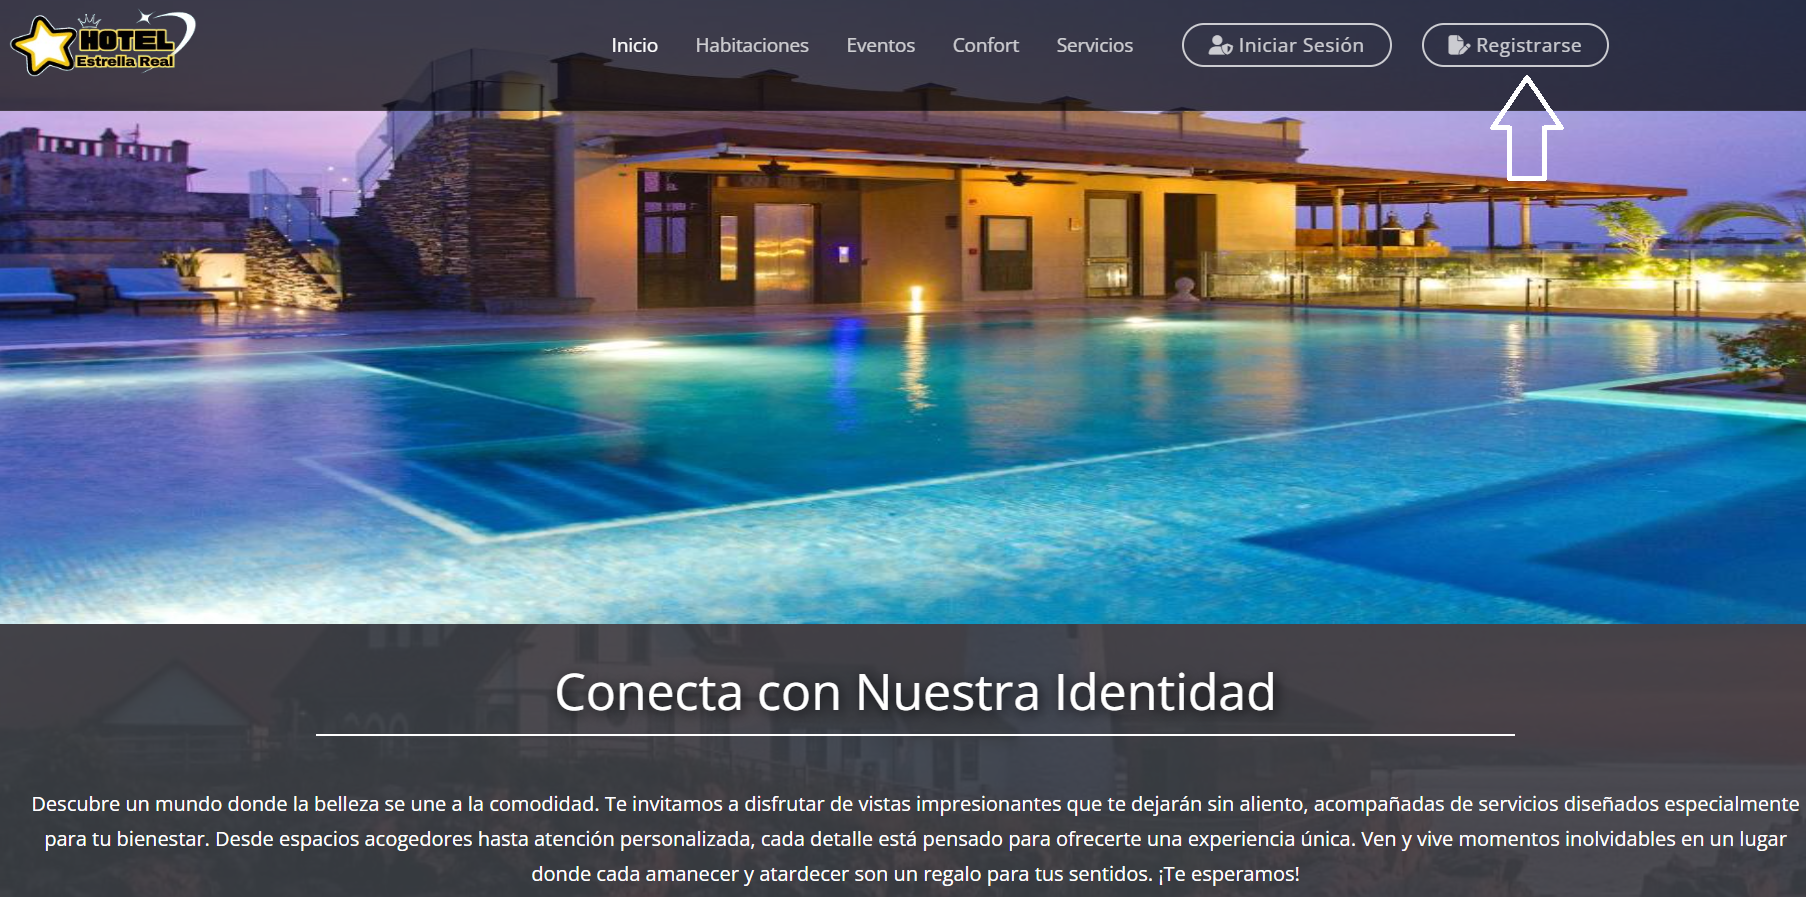 HOTEL
Estrella Real
Inicio Habitaciones Eventos Confort Servicios Iniciar Sesión Registrarse
Conecta con Nuestra Identidad
Descubre un mundo donde la belleza se une a la comodidad. Te invitamos a disfrutar de vistas impresionantes que te dejarán sin aliento, acompañadas de servicios diseñados especialmente
para tu bienestar. Desde espacios acogedores hasta atención personalizada, cada detalle está pensado para ofrecerte una experiencia única. Ven y vive momentos inolvidables en un lugar
donde cada amanecer y atardecer son un regalo para tus sentidos. ¡Te esperamos!